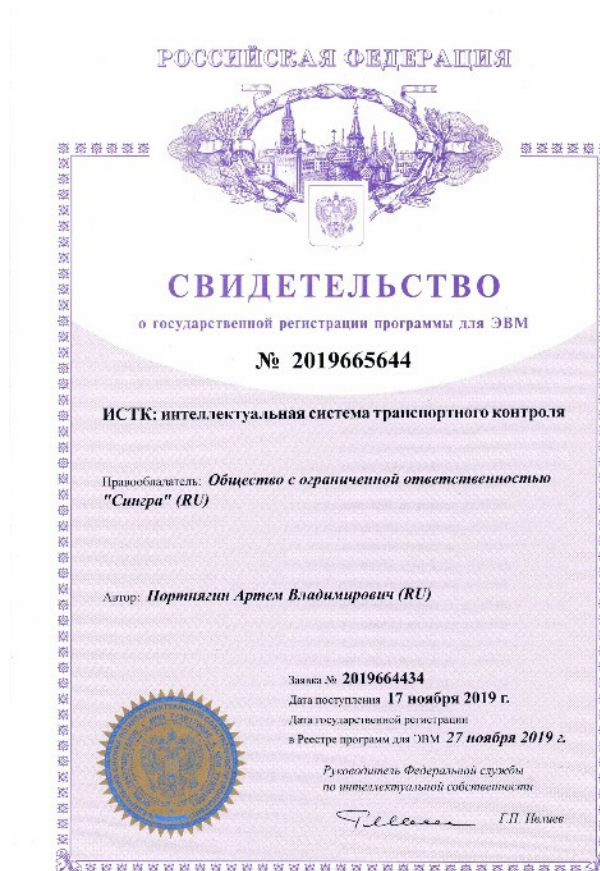 РОССИЙСКАЯ ФЕДЕРАЦИЯ
СВИДЕТЕЛЬСТВО
о государственной регистрации программы для ЭВМ
№ 2019665644
ИСТК: интеллектуальная система транспортного контроля
Правообладатель: Общество с ограниченной ответственностью
"Сингра" (RU)
Автор: Портнягин Артем Владимирович (RU)
Заявка № 2019664434
Дата поступления 17 ноября 2019 г.
Дата государственной регистрации
в Реестре программ для ЭВМ 27 ноября 2019 г.
Руководитель Федеральной службы
по интеллектуальной собственности
Г.П. Ивлиев